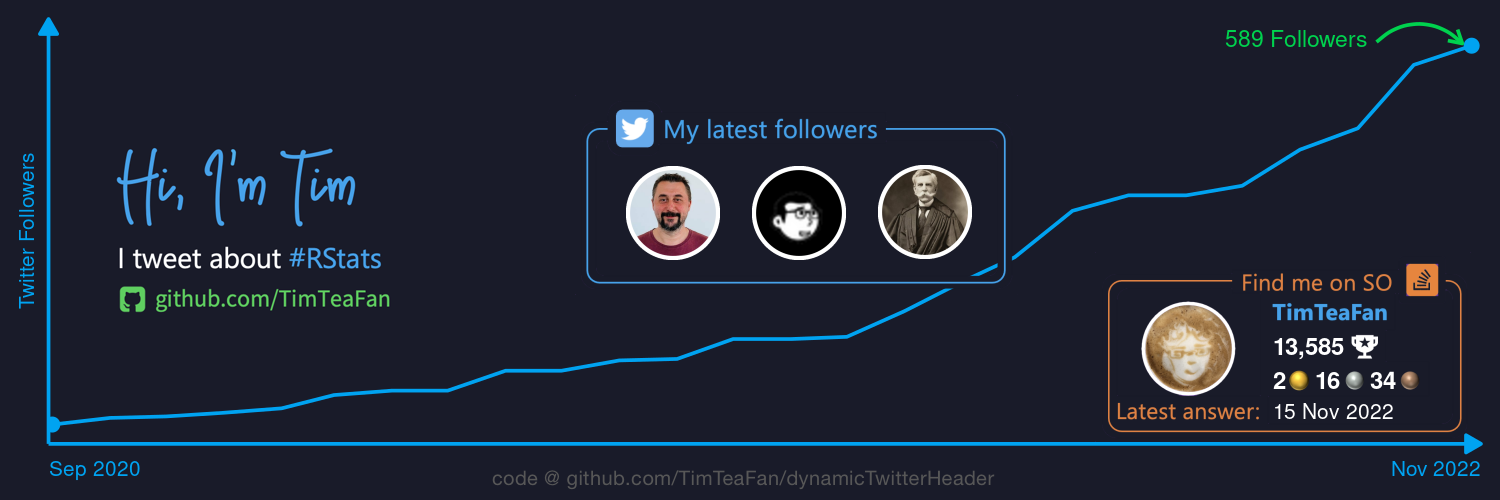 589 Followers
My latest followers
Hi, I'm Tim
I tweet about #RStats
github.com/TimTeaFan
Twitter Followers
Find me on SO
TimTeaFan
13,585
2 16 34
Latest answer: 15 Nov 2022
Sep 2020
Nov 2022
code @ github.com/TimTeaFan/dynamicTwitterHeader